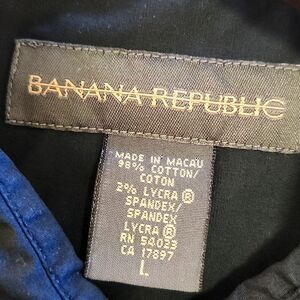 BANANA REPUBLIC
MADE IN MACAU
98% COTTON/
COTON
2% LYCRA ®
SPANDEX/
SPANDEX
LYCRA ®
RN 54023
CA 17897
L